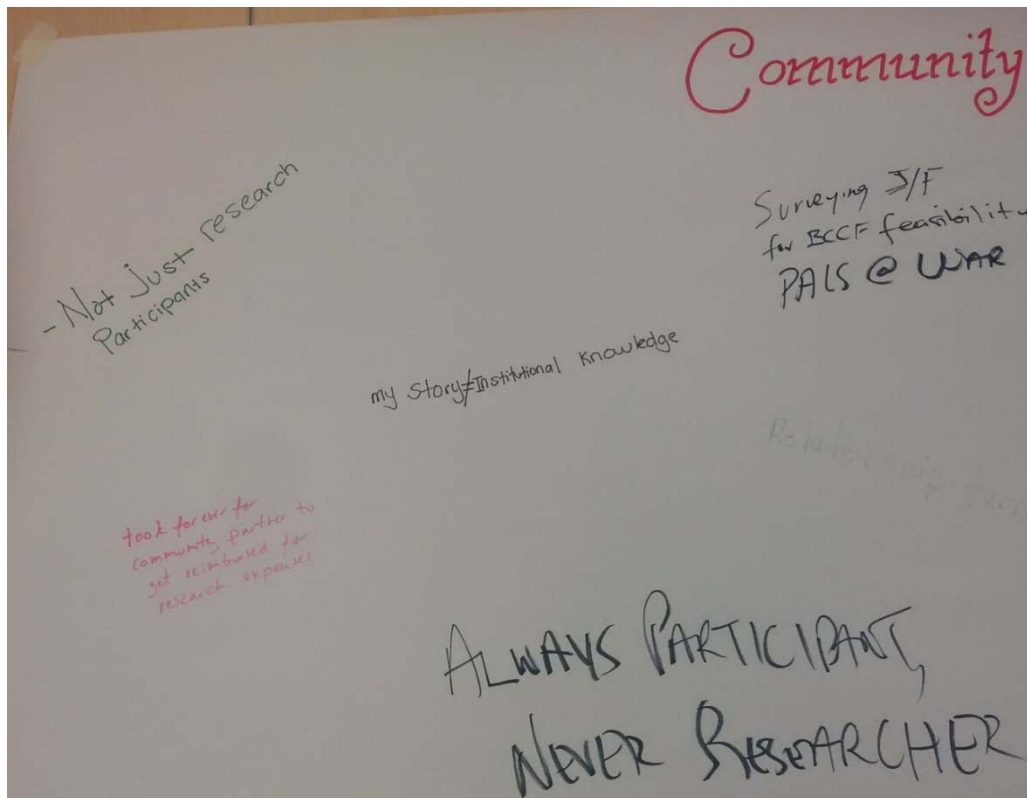 Community
- Not Just research
Participants
Surveying J/F
for BCCF feasibility
PALS @ WAR
my Story≠Institutional Knowledge
took forever for
community partner to
get reimbursed for
research expenses
ALWAYS PARTICIPANT,
NEVER RESEARCHER